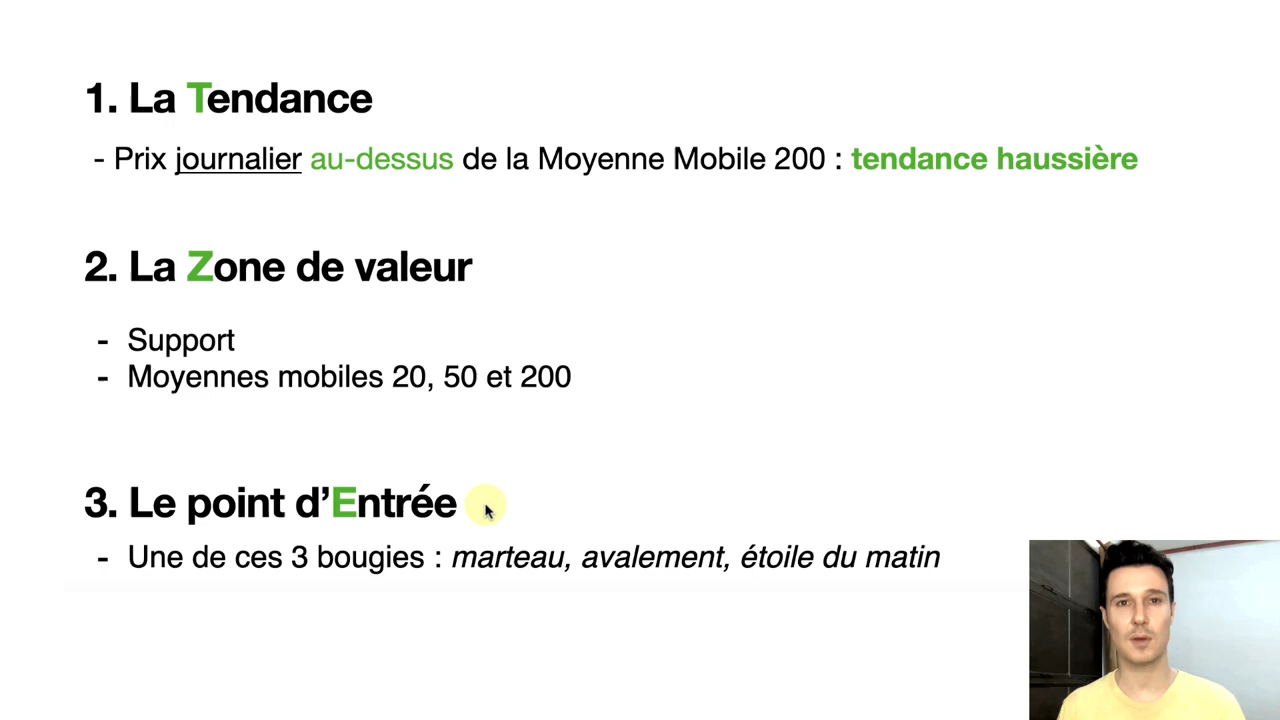 1. La Tendance
- Prix journalier au-dessus de la Moyenne Mobile 200 : tendance haussière
2. La Zone de valeur
- Support
- Moyennes mobiles 20, 50 et 200
3. Le point d’Entrée
- Une de ces 3 bougies : marteau, avalement, étoile du matin